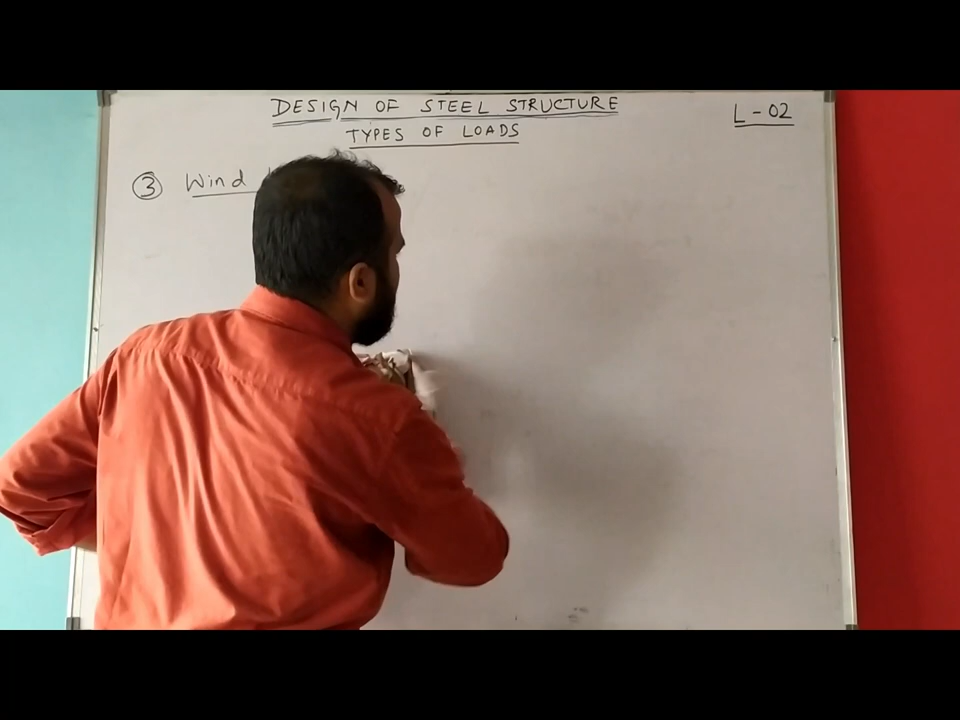 DESIGN OF STEEL STRUCTURE
L-02
TYPES OF LOADS
③ Wind